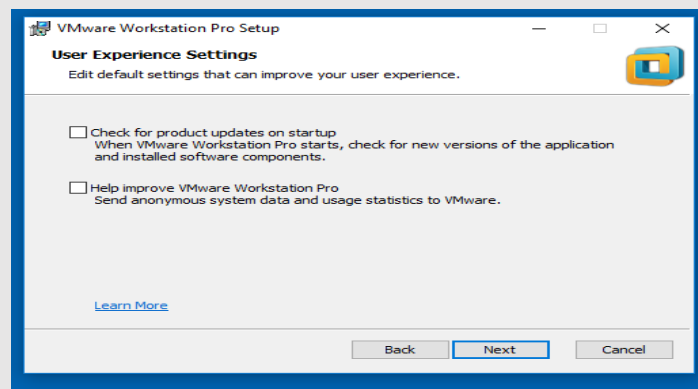 VMware Workstation Pro Setup
User Experience Settings
Edit default settings that can improve your user experience.
Check for product updates on startup
When VMware Workstation Pro starts, check for new versions of the application
and installed software components.
Help improve VMware Workstation Pro
Send anonymous system data and usage statistics to VMware.
Learn More
Back Next Cancel